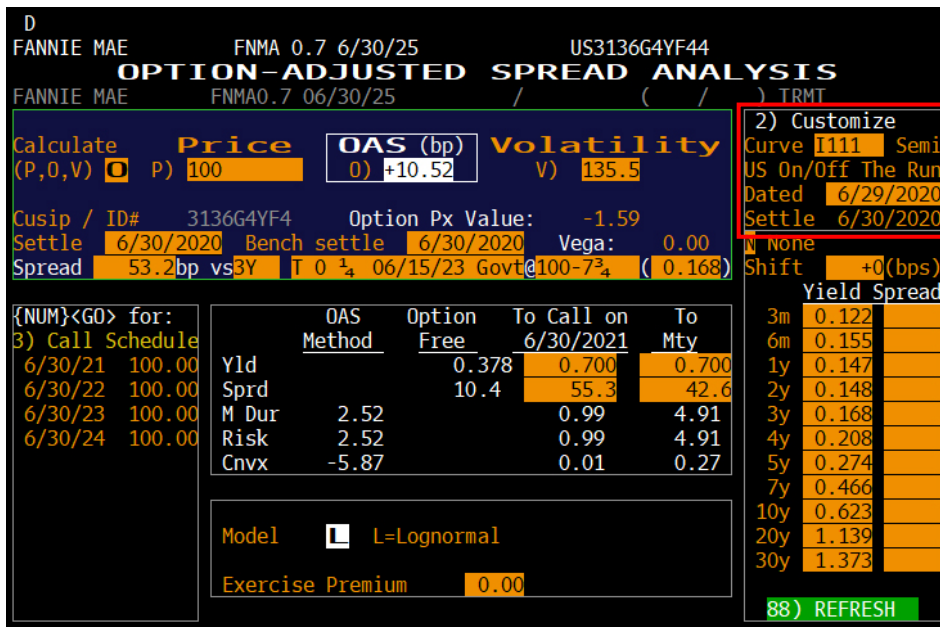 D
FANNIE MAE FNMA 0.7 6/30/25 US3136G4YF44
OPTION-ADJUSTED SPREAD ANALYSIS
FANNIE MAE FNMA0.7 06/30/25 / ( / ) TRMT
Calculate Price OAS (bp) Volatility
(P,O,V) O P) 100 O) +10.52 V) 135.5
Cusip / ID# 3136G4YF4 Option Px Value: -1.59
Settle 6/30/2020 Bench settle 6/30/2020 Vega: 0.00
Spread 53.2bp vs3Y T 0 ¼ 06/15/23 Govt@100-7¾ ( 0.168)
2) Customize
Curve I111 Semi
US On/Off The Run
Dated 6/29/2020
Settle 6/30/2020
N None
Shift +0(bps)
Yield Spread
3m 0.122
6m 0.155
1y 0.147
2y 0.148
3y 0.168
4y 0.208
5y 0.274
7y 0.466
10y 0.623
20y 1.139
30y 1.373
88) REFRESH
{NUM}<GO> for:
3) Call Schedule
6/30/21 100.00
6/30/22 100.00
6/30/23 100.00
6/30/24 100.00
OAS Option To Call on To
Method Free 6/30/2021 Mty
Yld 0.378 0.700 0.700
Sprd 10.4 55.3 42.6
M Dur 2.52 0.99 4.91
Risk 2.52 0.99 4.91
Cnvx -5.87 0.01 0.27
Model L L=Lognormal
Exercise Premium 0.00